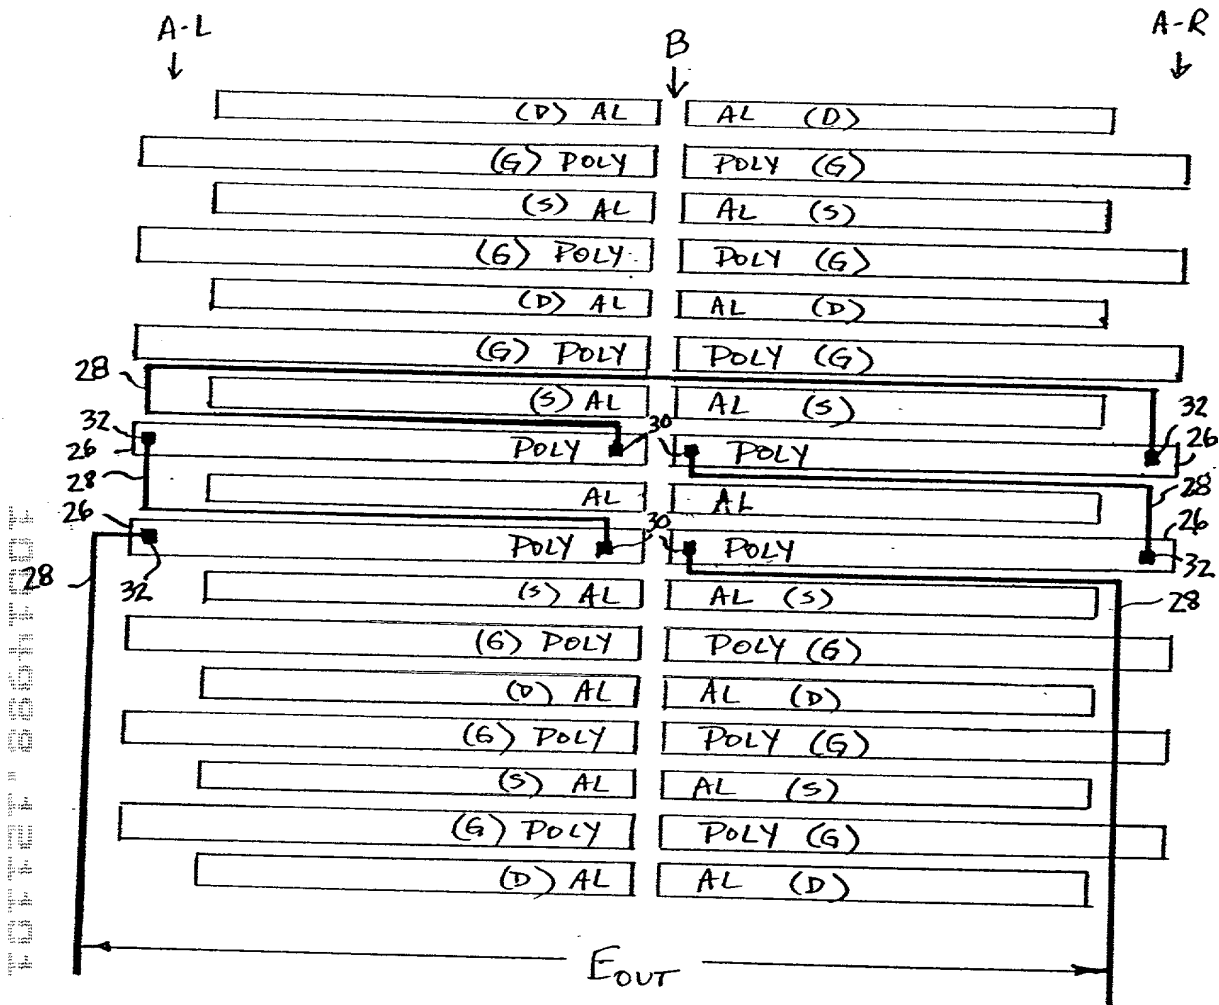 A-L B A-R
(D) AL AL (D)
(G) POLY POLY (G)
(S) AL AL (S)
(G) POLY POLY (G)
(D) AL AL (D)
(G) POLY POLY (G)
28
(S) AL AL (S)
32 30 32
26 POLY POLY 26
28 AL AL 28
26 30 26
POLY POLY
28 32 32
(S) AL AL (S) 28
(G) POLY POLY (G)
(D) AL AL (D)
(G) POLY POLY (G)
(S) AL AL (S)
(G) POLY POLY (G)
(D) AL AL (D)
EOUT